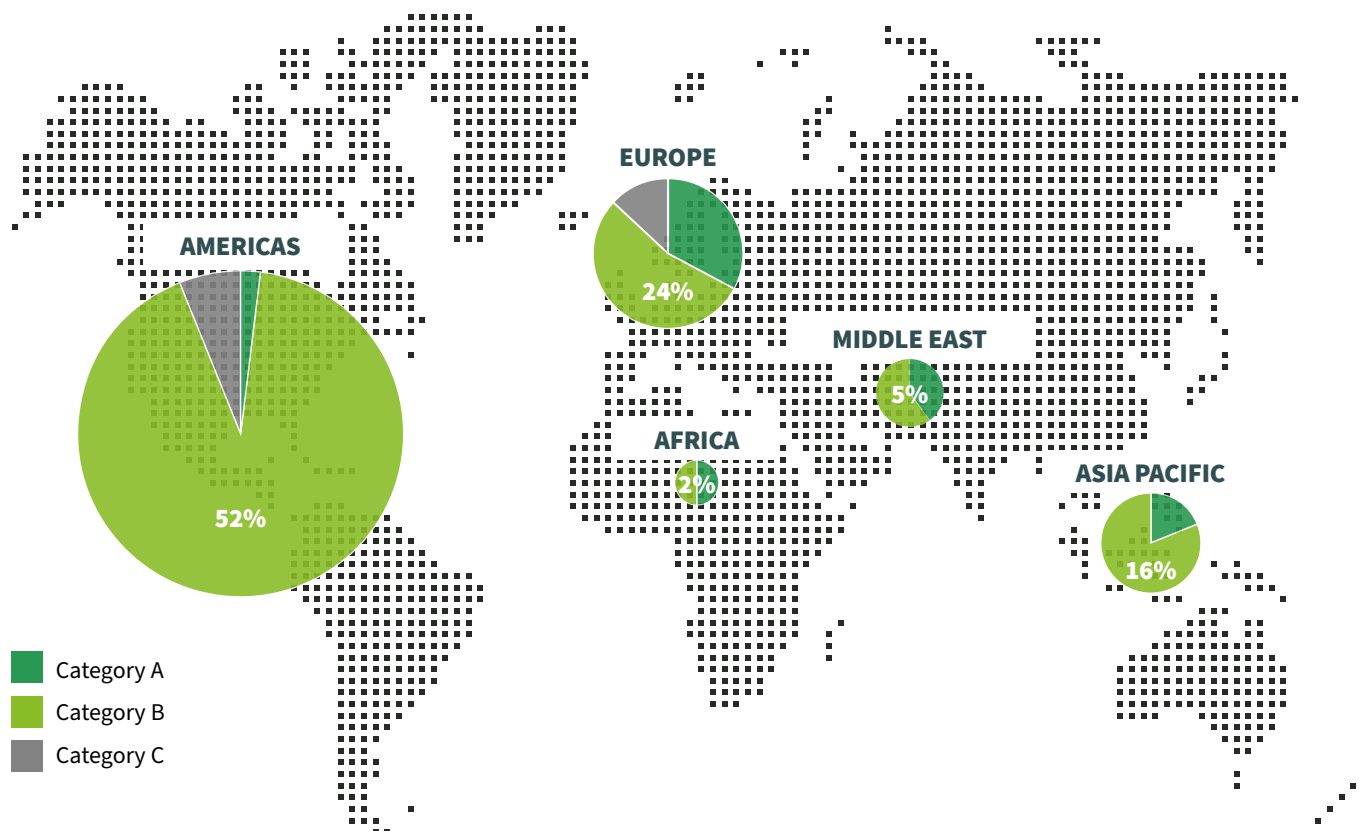 EUROPE
24%
AMERICAS
52%
MIDDLE EAST
5%
AFRICA
2%
ASIA PACIFIC
16%
Category A
Category B
Category C